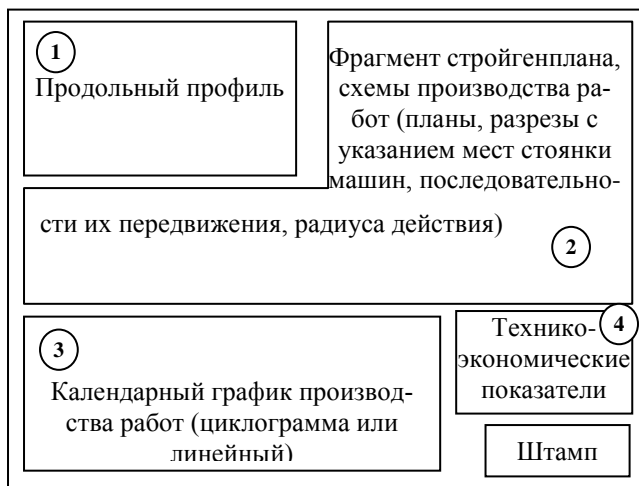 1
Продольный профиль
Фрагмент стройгенплана,
схемы производства ра-
бот (планы, разрезы с
указанием мест стоянки
машин, последовательно-
сти их передвижения, радиуса действия)
2
3
Календарный график производ-
ства работ (циклограмма или
линейный)
4
Технико-
экономические
показатели
Штамп